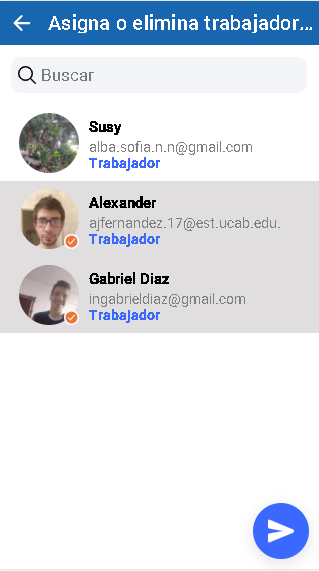 Asigna o elimina trabajador...
Buscar
Susy
alba.sofia.n.n@gmail.com
Trabajador
Alexander
ajfernandez.17@est.ucab.edu.
Trabajador
Gabriel Diaz
ingabrieldiaz@gmail.com
Trabajador